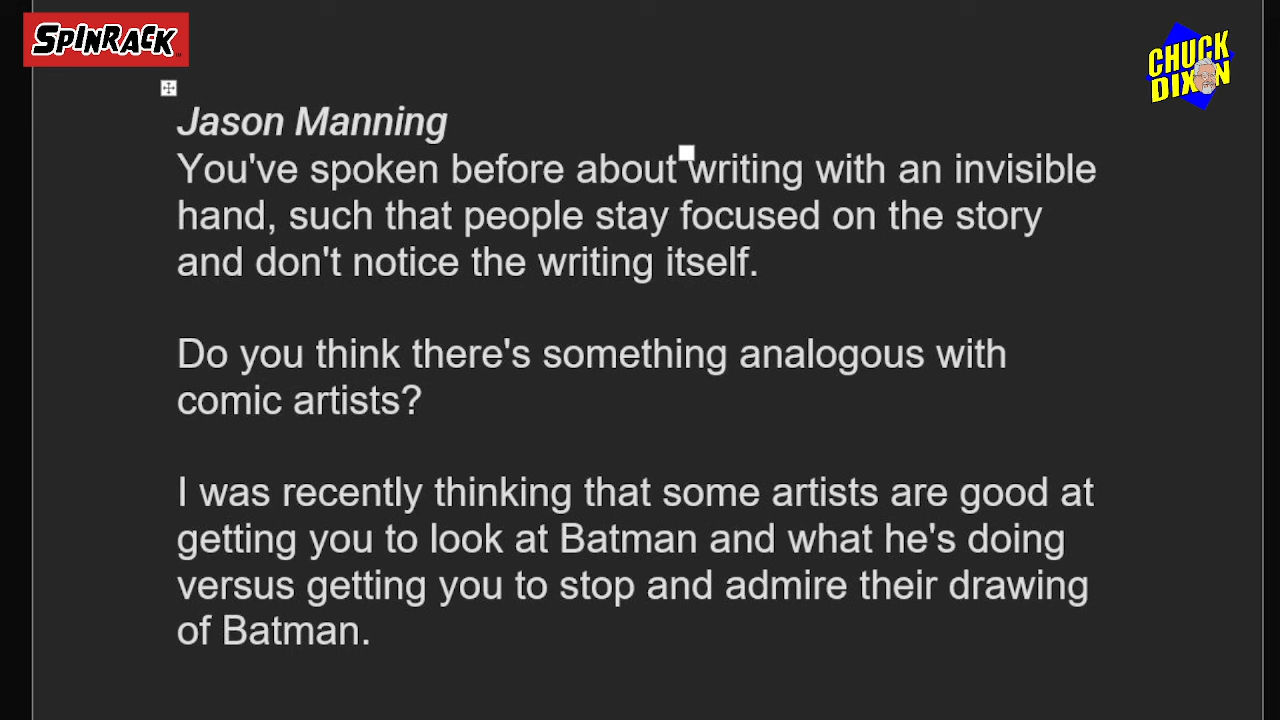 SPINRACK
CHUCK
DIXON
Jason Manning
You've spoken before about writing with an invisible
hand, such that people stay focused on the story
and don't notice the writing itself.
Do you think there's something analogous with
comic artists?
I was recently thinking that some artists are good at
getting you to look at Batman and what he's doing
versus getting you to stop and admire their drawing
of Batman.